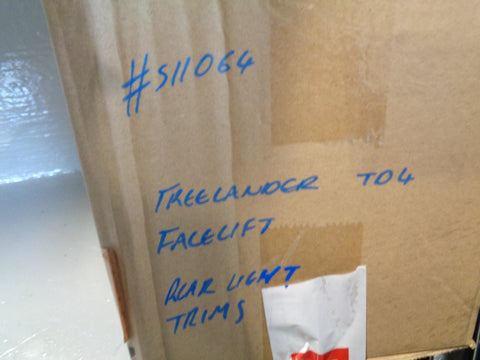 #S11064
FREELANDER TD4
FACELIFT
REAR LIGHT
TRIMS